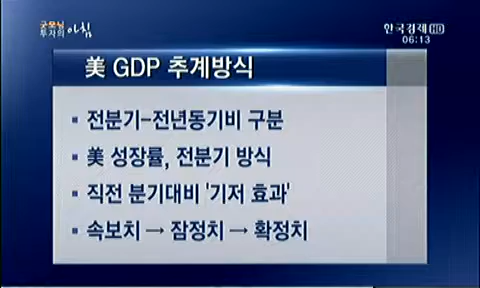 굿모닝
투자의 아침
한국경제HD
06:13
美 GDP 추계방식
▪ 전분기-전년동기비 구분
▪ 美 성장률, 전분기 방식
▪ 직전 분기대비 '기저 효과'
▪ 속보치 → 잠정치 → 확정치